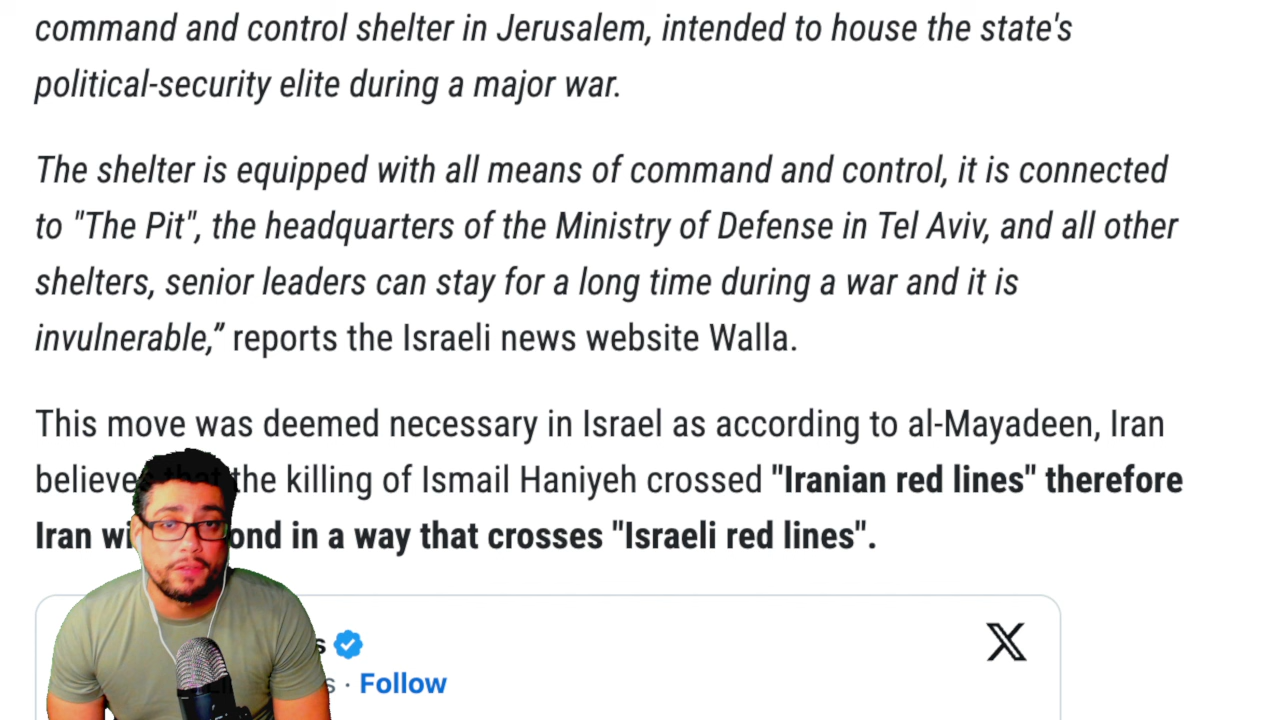 command and control shelter in Jerusalem, intended to house the state's
political-security elite during a major war.
The shelter is equipped with all means of command and control, it is connected
to "The Pit", the headquarters of the Ministry of Defense in Tel Aviv, and all other
shelters, senior leaders can stay for a long time during a war and it is
invulnerable,” reports the Israeli news website Walla.
This move was deemed necessary in Israel as according to al-Mayadeen, Iran
believes that the killing of Ismail Haniyeh crossed "Iranian red lines" therefore
Iran in a way that crosses "Israeli red lines".
· Follow